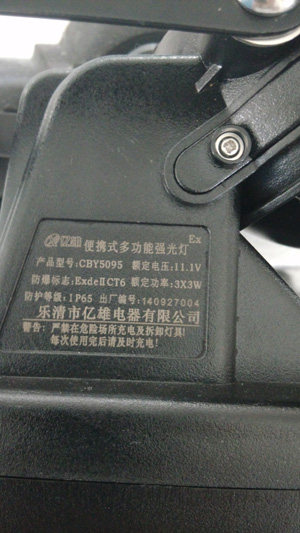 Ex
亿雄 便携式多功能强光灯
产品型号:CBY5095 额定电压:11.1V
防爆标志:ExdeⅡCT6 额定功率:3X3W
防护等级:IP65 出厂编号:140927004
乐清市亿雄电器有限公司
警告:严禁在危险场所充电及拆卸灯具!
每次使用完后请及时充电!